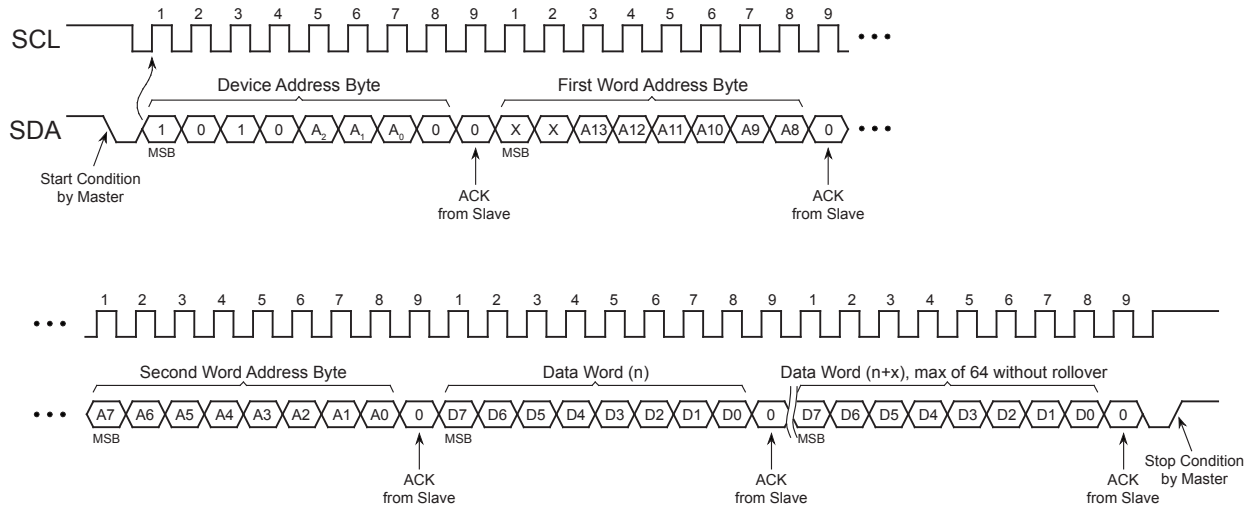 1 2 3 4 5 6 7 8 9 1 2 3 4 5 6 7 8 9
SCL
Device Address Byte First Word Address Byte
SDA 1 0 1 0 A2 A1 A0 0 0 X X A13 A12 A11 A10 A9 A8 0
MSB MSB
Start Condition
by Master
ACK
from Slave
ACK
from Slave
1 2 3 4 5 6 7 8 9 1 2 3 4 5 6 7 8 9 1 2 3 4 5 6 7 8 9
Second Word Address Byte Data Word (n) Data Word (n+x), max of 64 without rollover
A7 A6 A5 A4 A3 A2 A1 A0 0 D7 D6 D5 D4 D3 D2 D1 D0 0 D7 D6 D5 D4 D3 D2 D1 D0 0
MSB MSB MSB
ACK
from Slave
ACK
from Slave
ACK
from Slave
Stop Condition
by Master